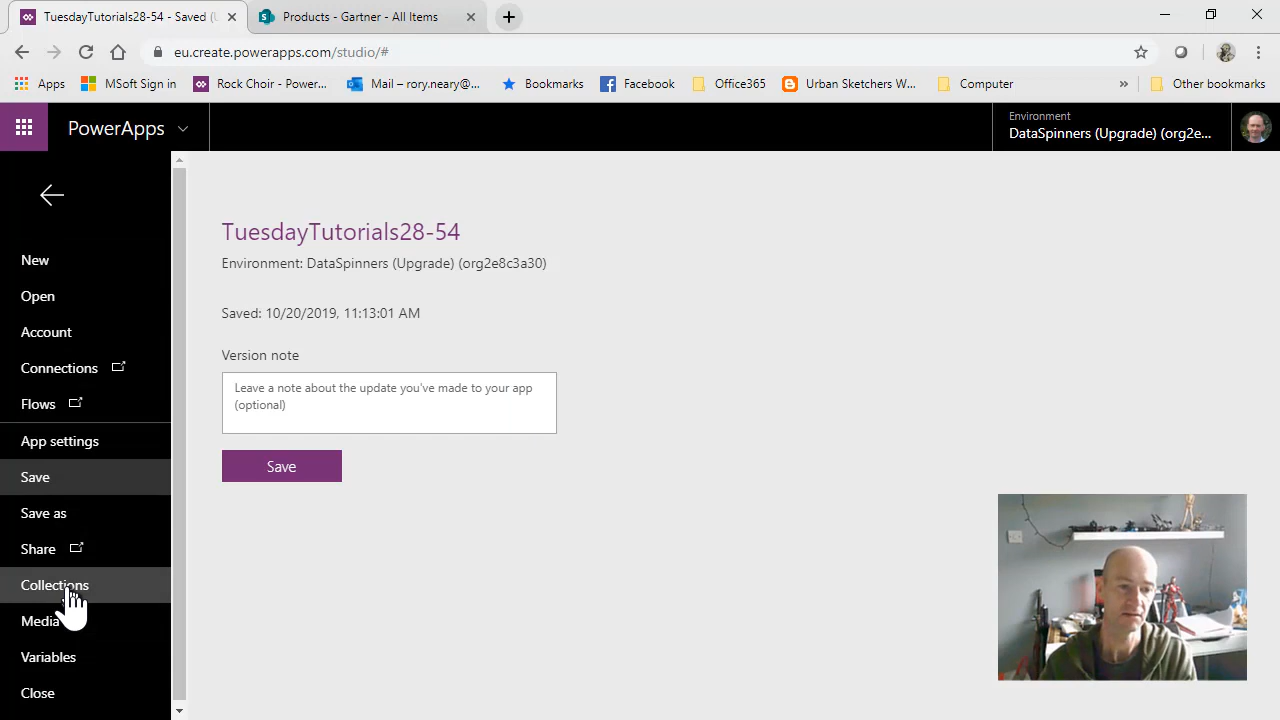 TuesdayTutorials28-54 - Saved (U
Products - Gartner - All Items
eu.create.powerapps.com/studio/#
Apps
MSoft Sign in
Rock Choir - Power...
Mail – rory.neary@...
Bookmarks
Facebook
Office365
Urban Sketchers W...
Computer
Other bookmarks
PowerApps
Environment
DataSpinners (Upgrade) (org2e...
New
Open
Account
Connections
Flows
App settings
Save
Save as
Share
Collections
Media
Variables
Close
TuesdayTutorials28-54
Environment: DataSpinners (Upgrade) (org2e8c3a30)
Saved: 10/20/2019, 11:13:01 AM
Version note
Leave a note about the update you've made to your app
(optional)
Save